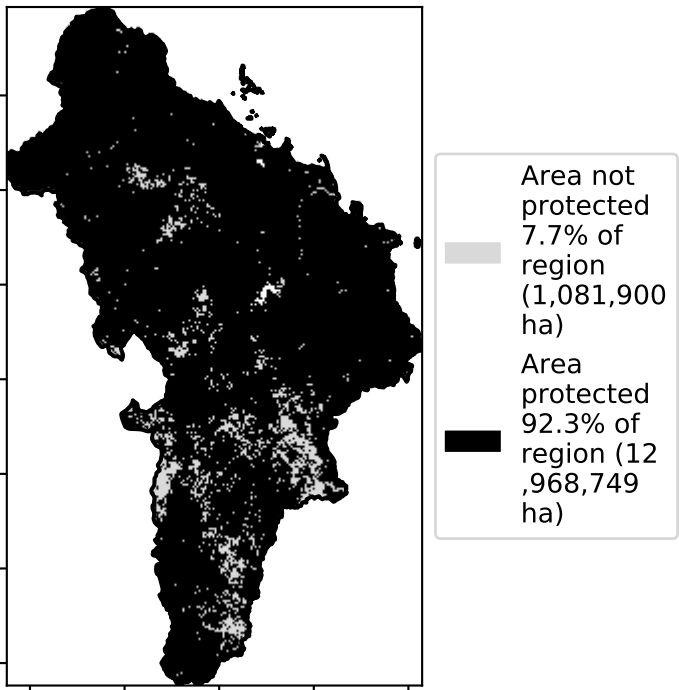 Area not
protected
7.7% of
region
(1,081,900
ha)
Area
protected
92.3% of
region (12
,968,749
ha)